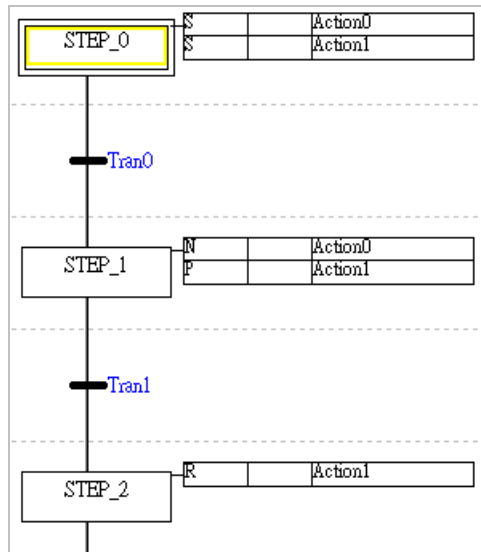 STEP_0
S Action0
S Action1
Tran0
STEP_1
N Action0
P Action1
Tran1
STEP_2
R Action1